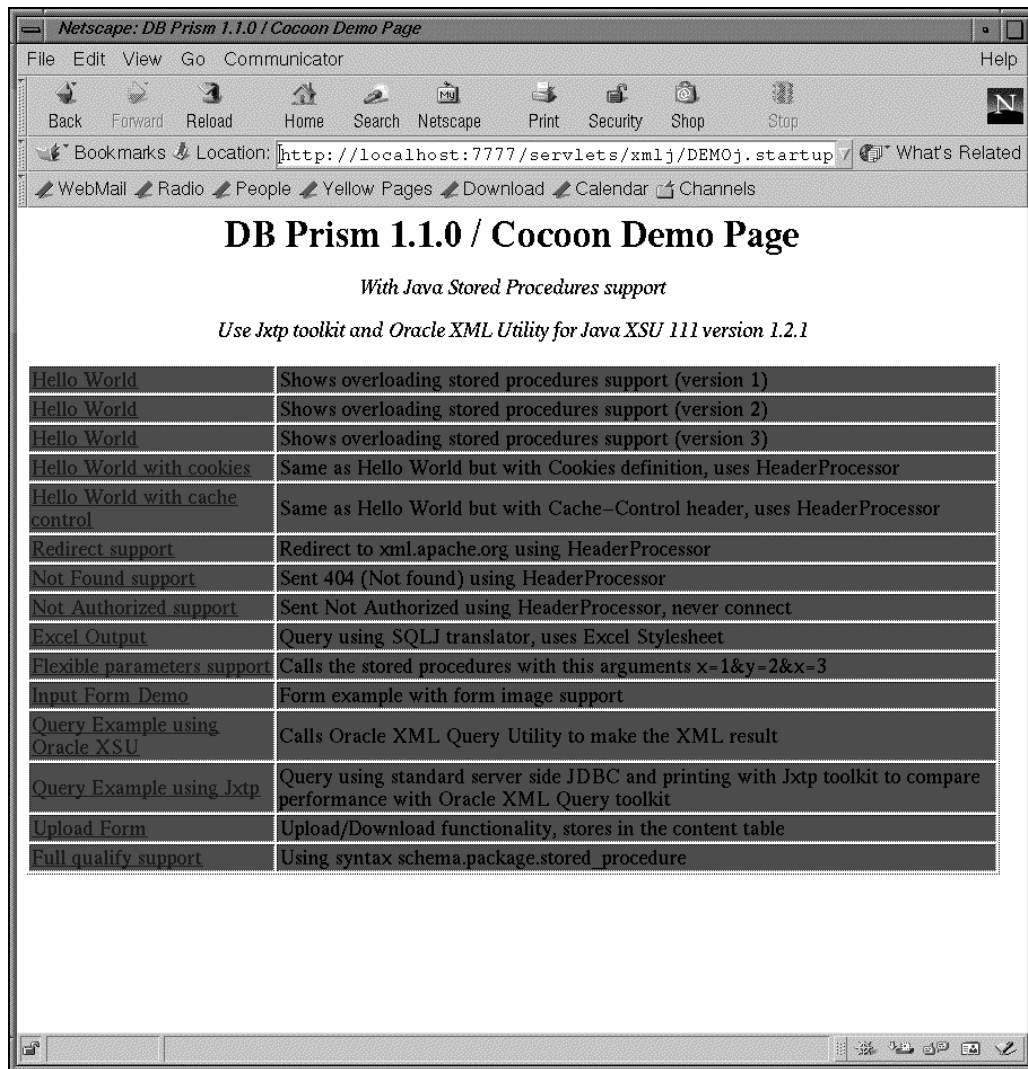 Netscape: DB Prism 1.1.0 / Cocoon Demo Page
File Edit View Go Communicator Help
Back Forward Reload Home Search My Netscape Print Security Shop Stop N
Bookmarks Location: http://localhost:7777/servlets/xmlj/DEMOj.startup What's Related
WebMail Radio People Yellow Pages Download Calendar Channels
DB Prism 1.1.0 / Cocoon Demo Page
With Java Stored Procedures support
Use Jxtp toolkit and Oracle XML Utility for Java XSU 111 version 1.2.1
Hello World Shows overloading stored procedures support (version 1)
Hello World Shows overloading stored procedures support (version 2)
Hello World Shows overloading stored procedures support (version 3)
Hello World with cookies Same as Hello World but with Cookies definition, uses HeaderProcessor
Hello World with cache
control
Same as Hello World but with Cache-Control header, uses HeaderProcessor
Redirect support Redirect to xml.apache.org using HeaderProcessor
Not Found support Sent 404 (Not found) using HeaderProcessor
Not Authorized support Sent Not Authorized using HeaderProcessor, never connect
Excel Output Query using SQLJ translator, uses Excel Stylesheet
Flexible parameters support Calls the stored procedures with this arguments x=1&y=2&x=3
Input Form Demo Form example with form image support
Query Example using
Oracle XSU
Calls Oracle XML Query Utility to make the XML result
Query Example using Jxtp
Query using standard server side JDBC and printing with Jxtp toolkit to compare
performance with Oracle XML Query toolkit
Upload Form Upload/Download functionality, stores in the content table
Full qualify support Using syntax schema.package.stored_procedure